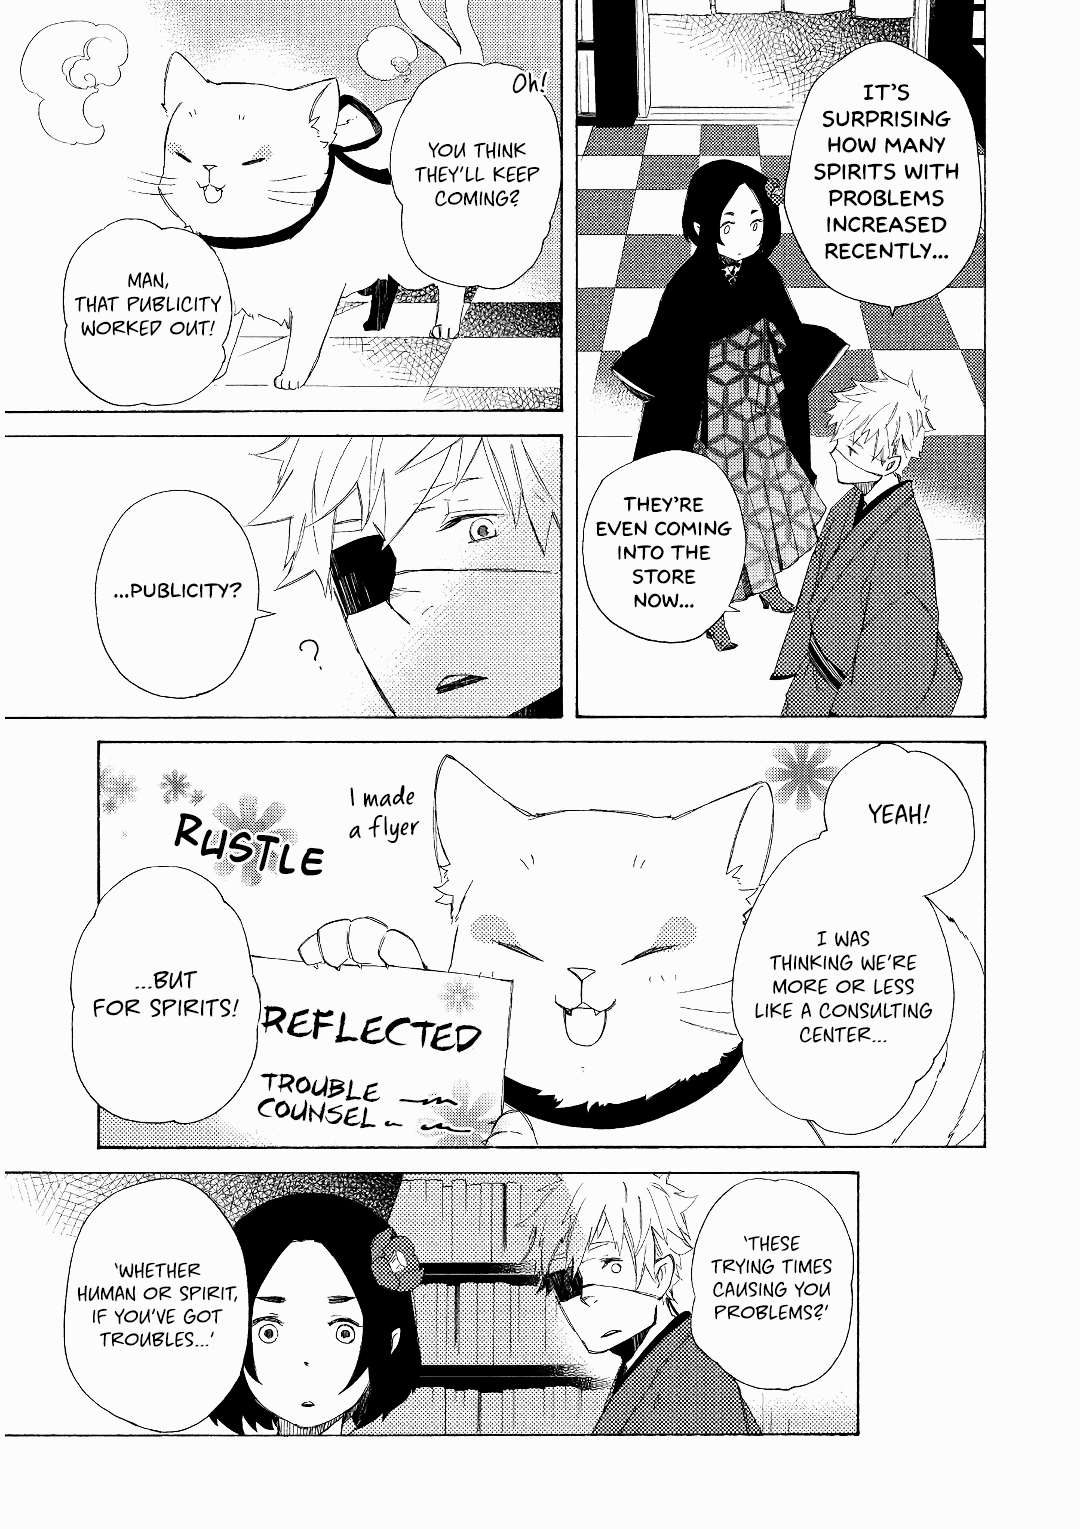 IT'S
SURPRISING
HOW MANY
SPIRITS WITH
PROBLEMS
INCREASED
RECENTLY...
THEY'RE
EVEN COMING
INTO THE
STORE
NOW...
Oh!
YOU THINK
THEY'LL KEEP
COMING?
MAN,
THAT PUBLICITY
WORKED OUT!
...PUBLICITY?
?
YEAH!
I WAS
THINKING WE'RE
MORE OR LESS
LIKE A CONSULTING
CENTER...
I made
a flyer
RUSTLE
...BUT
FOR SPIRITS!
REFLECTED
TROUBLE
COUNSEL
'THESE
TRYING TIMES
CAUSING YOU
PROBLEMS?'
'WHETHER
HUMAN OR SPIRIT,
IF YOU'VE GOT
TROUBLES...'